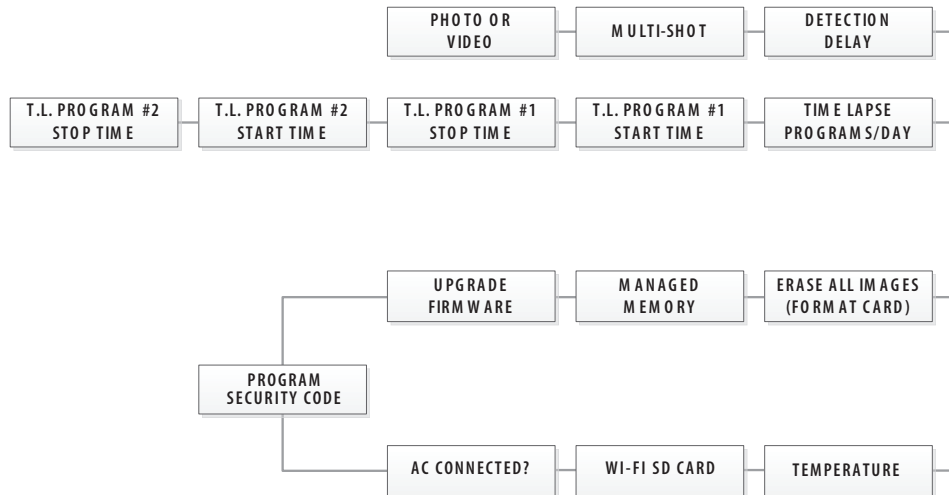 PHOTO OR
VIDEO
MULTI-SHOT
DETECTION
DELAY
T.L. PROGRAM #2
STOP TIME
T.L. PROGRAM #2
START TIME
T.L. PROGRAM #1
STOP TIME
T.L. PROGRAM #1
START TIME
TIME LAPSE
PROGRAMS/DAY
UPGRADE
FIRMWARE
MANAGED
MEMORY
ERASE ALL IMAGES
(FORMAT CARD)
PROGRAM
SECURITY CODE
AC CONNECTED?
WI-FI SD CARD
TEMPERATURE